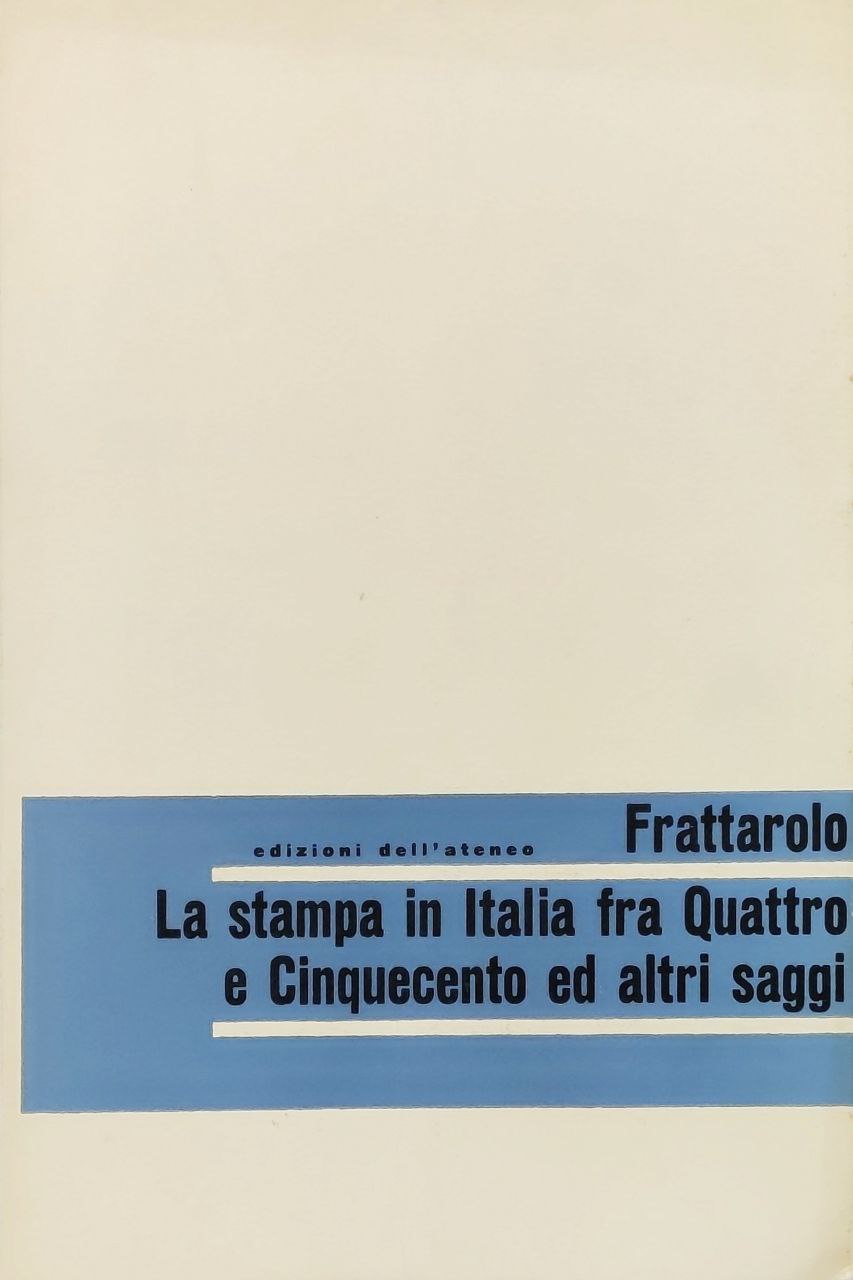 Frattarolo
edizioni dell'ateneo
La stampa in Italia fra Quattro
e Cinquecento ed altri saggi